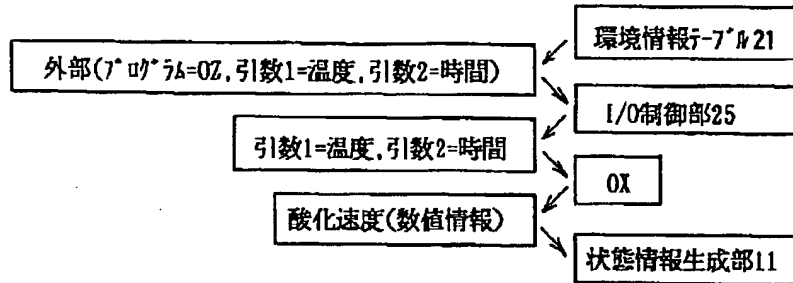 環境情報ﾃｰﾌﾞﾙ21
外部(ﾌﾟﾛｸﾞﾗﾑ=OZ,引数1=温度,引数2=時間)
I/O制御部25
引数1=温度,引数2=時間
OX
酸化速度(数値情報)
状態情報生成部11